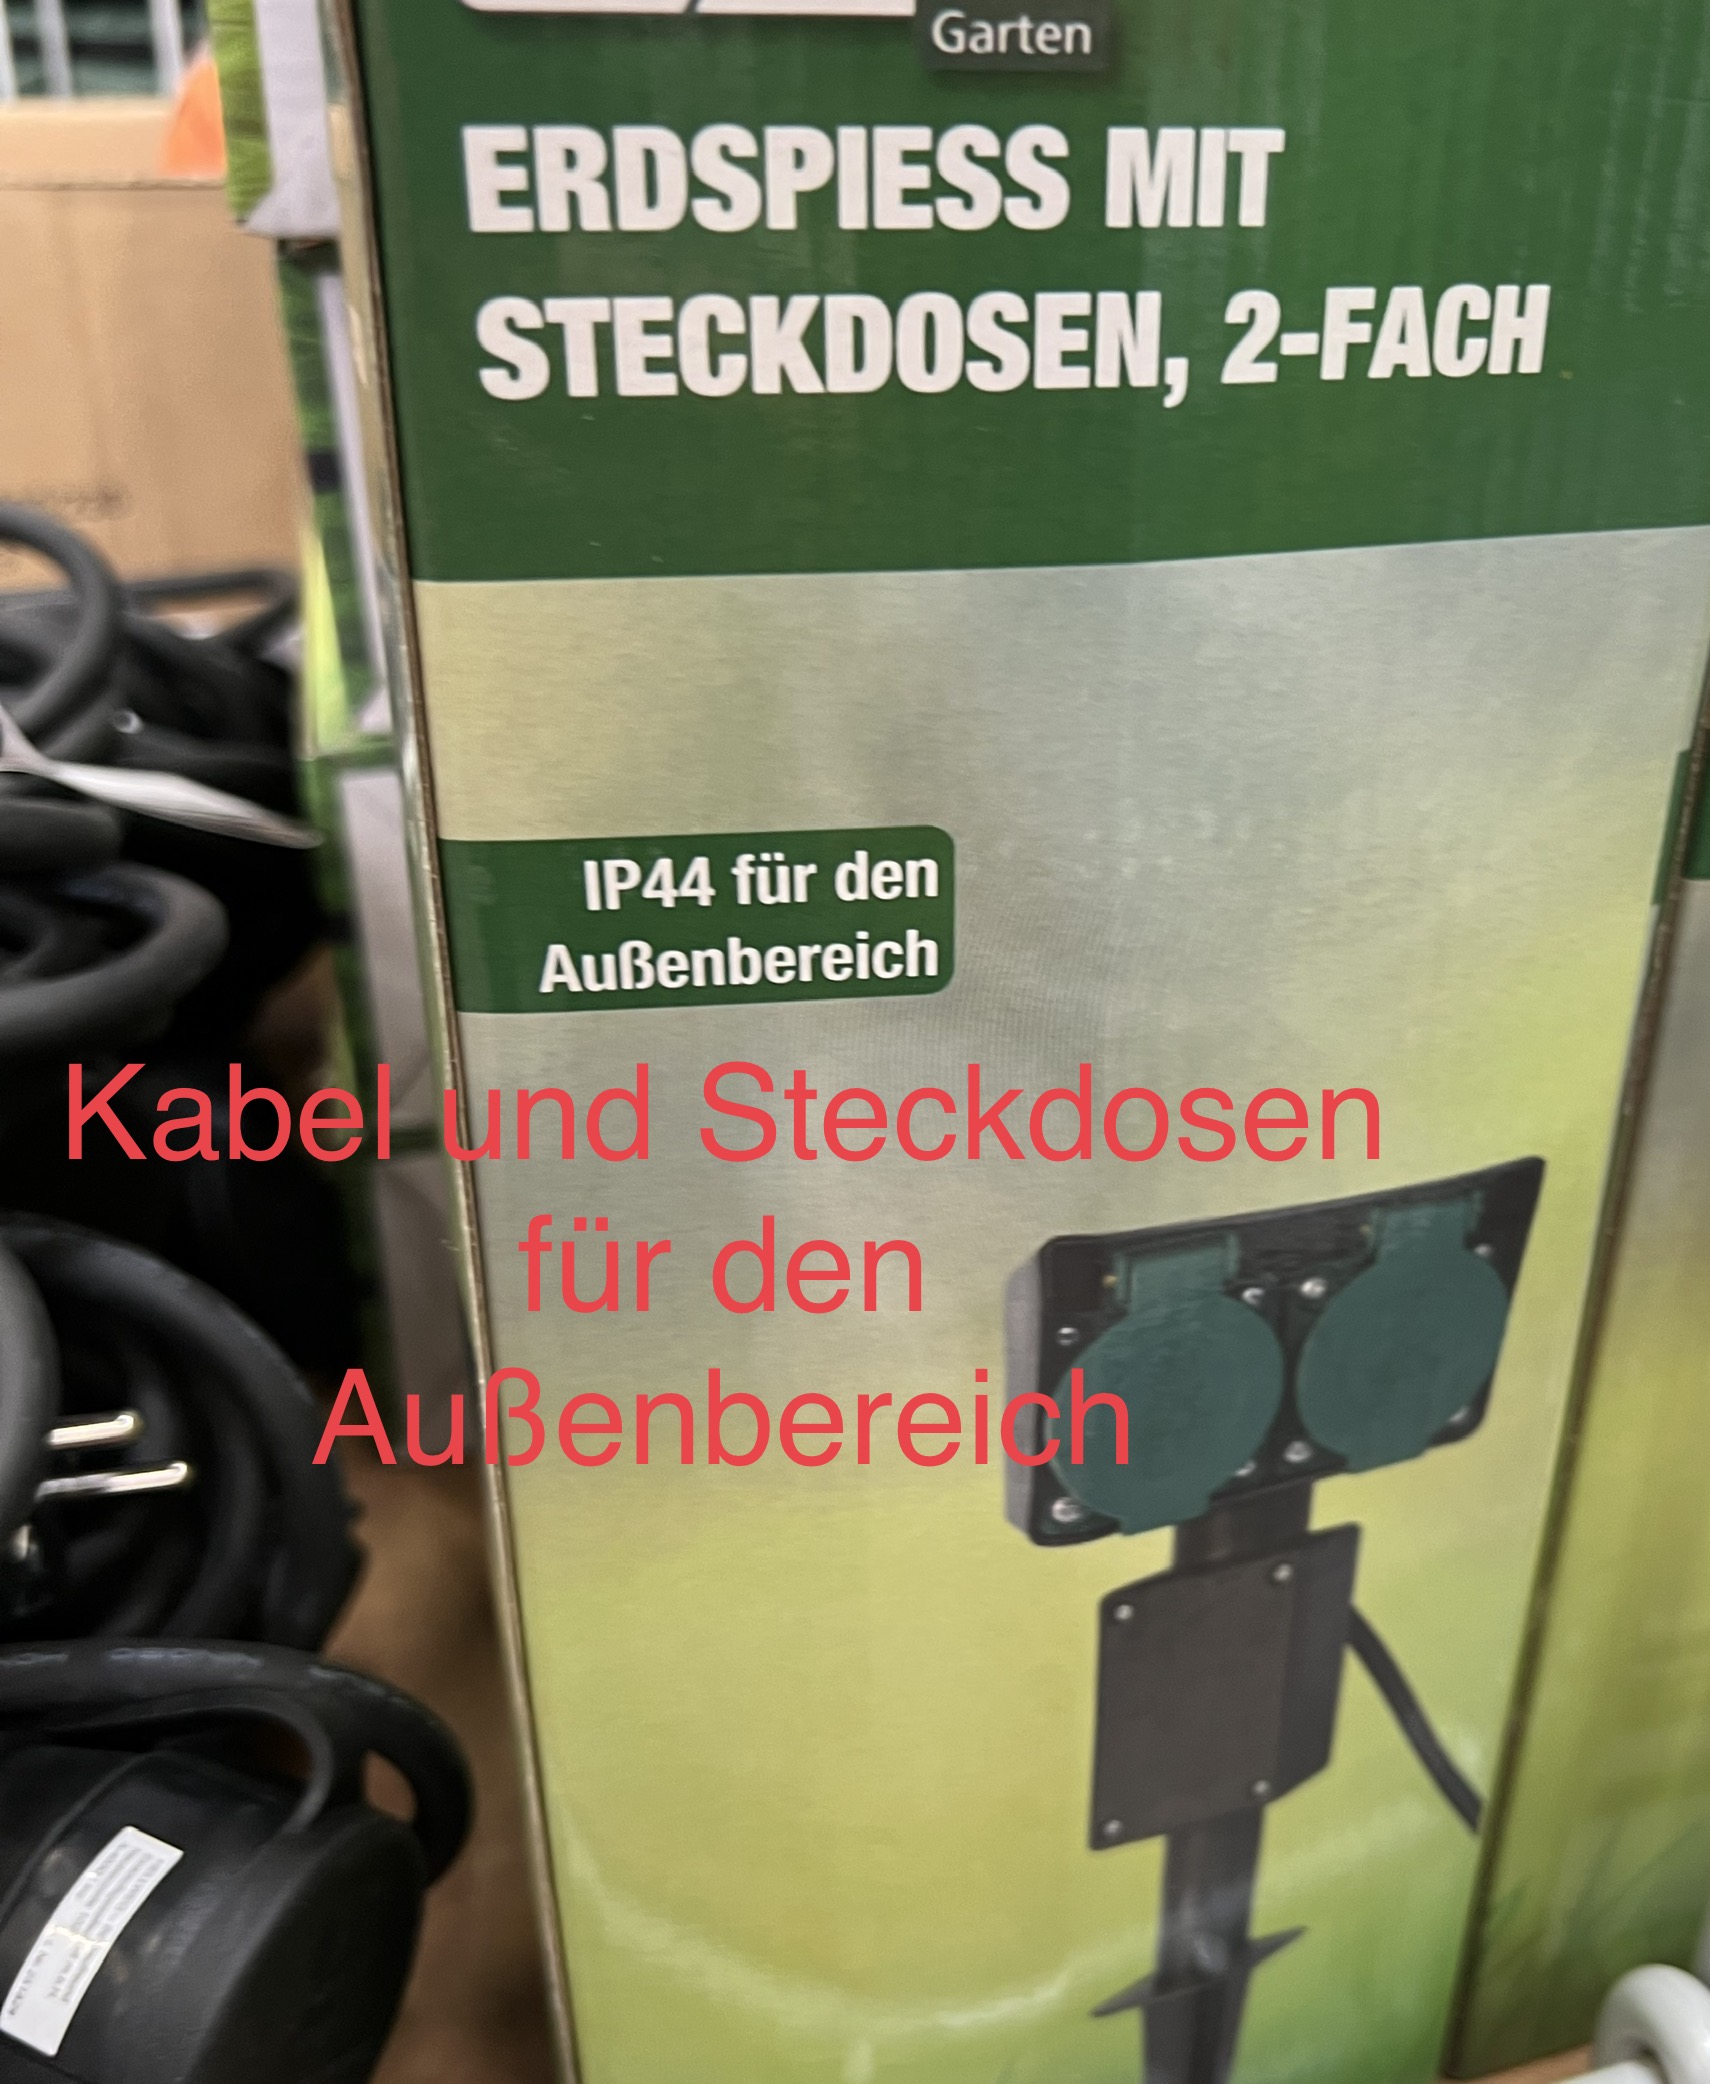 Garten
ERDSPIESS MIT
STECKDOSEN, 2-FACH
IP44 für den
Außenbereich
Kabel und Steckdosen
für den
Außenbereich